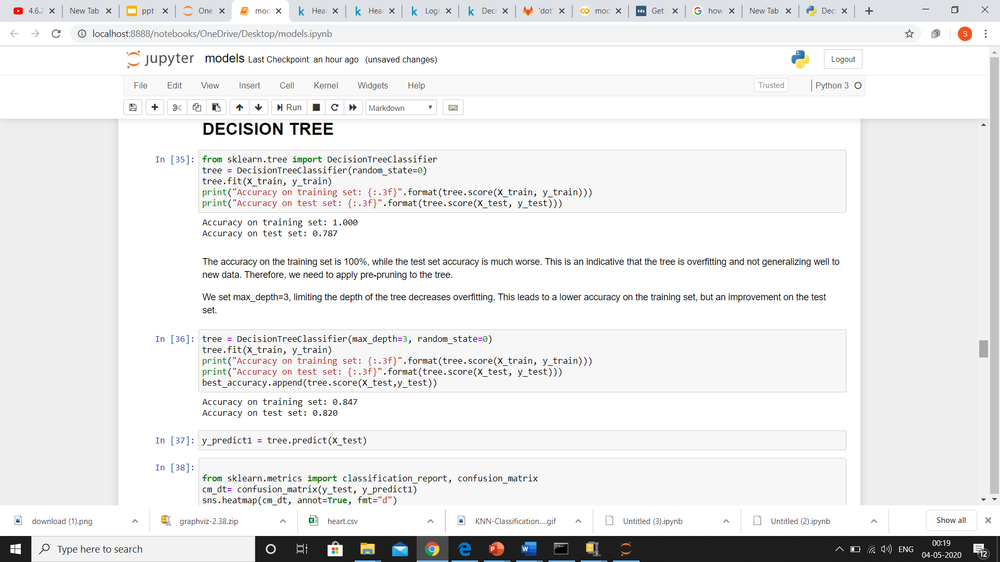 4.6.2
New Tab
ppt
One
mod
Hea
Hea
Logi
Deci
'dot'
mod
tds
Get
how
New Tab
Dec
localhost:8888/notebooks/OneDrive/Desktop/models.ipynb
S
jupyter models Last Checkpoint: an hour ago (unsaved changes)
Logout
File Edit View Insert Cell Kernel Widgets Help
Trusted
Python 3
Run
Markdown
DECISION TREE
In [35]: from sklearn.tree import DecisionTreeClassifier
tree = DecisionTreeClassifier(random_state=0)
tree.fit(X_train, y_train)
print("Accuracy on training set: {:.3f}".format(tree.score(X_train, y_train)))
print("Accuracy on test set: {:.3f}".format(tree.score(X_test, y_test)))
Accuracy on training set: 1.000
Accuracy on test set: 0.787
The accuracy on the training set is 100%, while the test set accuracy is much worse. This is an indicative that the tree is overfitting and not generalizing well to
new data. Therefore, we need to apply pre-pruning to the tree.
We set max_depth=3, limiting the depth of the tree decreases overfitting. This leads to a lower accuracy on the training set, but an improvement on the test
set.
In [36]: tree = DecisionTreeClassifier(max_depth=3, random_state=0)
tree.fit(X_train, y_train)
print("Accuracy on training set: {:.3f}".format(tree.score(X_train, y_train)))
print("Accuracy on test set: {:.3f}".format(tree.score(X_test, y_test)))
best_accuracy.append(tree.score(X_test,y_test))
Accuracy on training set: 0.847
Accuracy on test set: 0.820
In [37]: y_predict1 = tree.predict(X_test)
In [38]:
from sklearn.metrics import classification_report, confusion_matrix
cm_dt= confusion_matrix(y_test, y_predict1)
sns.heatmap(cm_dt, annot=True, fmt="d")
download (1).png
graphviz-2.38.zip
heart.csv
KNN-Classification....gif
Untitled (3).ipynb
Untitled (2).ipynb
Show all
Type here to search
ENG
00:19
04-05-2020
12